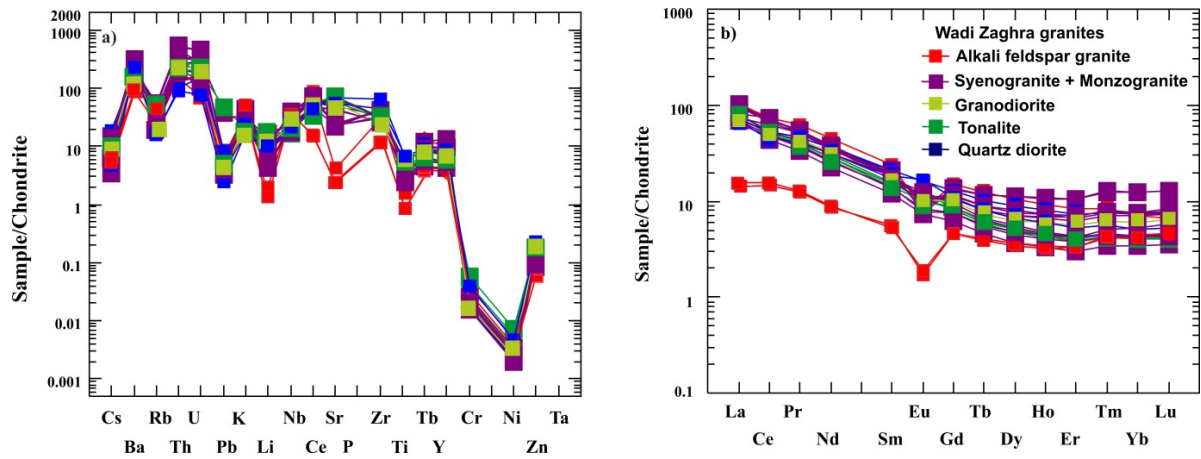 a)
Sample/Chondrite
1000
100
10
1
0.1
0.01
0.001
Cs Rb U K Nb Sr Zr Tb Cr Ni Ta
Ba Th Pb Li Ce P Ti Y Zn
b)
Sample/Chondrite
1000
100
10
1
0.1
Wadi Zaghra granites
Alkali feldspar granite
Syenogranite + Monzogranite
Granodiorite
Tonalite
Quartz diorite
La Pr Eu Tb Ho Tm Lu
Ce Nd Sm Gd Dy Er Yb